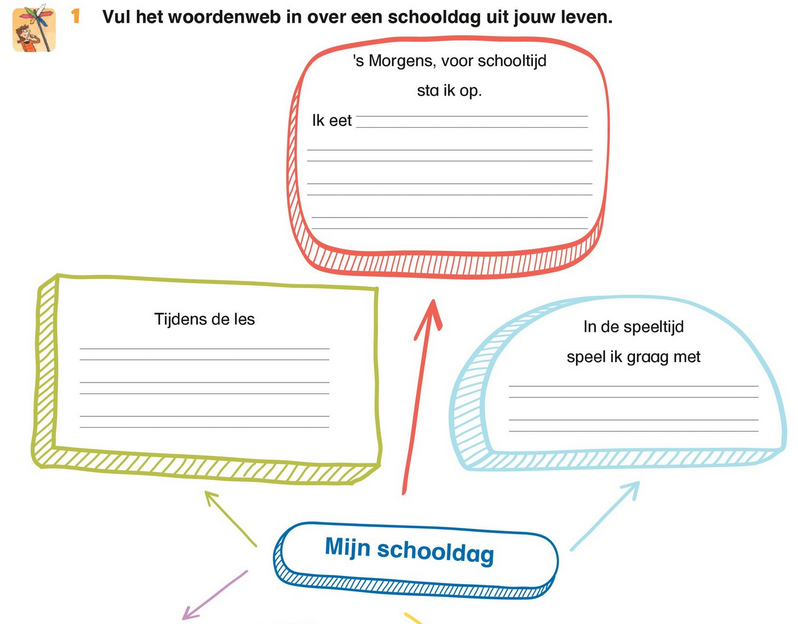 1 Vul het woordenweb in over een schooldag uit jouw leven.
's Morgens, voor schooltijd
sta ik op.
Ik eet
Tijdens de les
In de speeltijd
speel ik graag met
Mijn schooldag